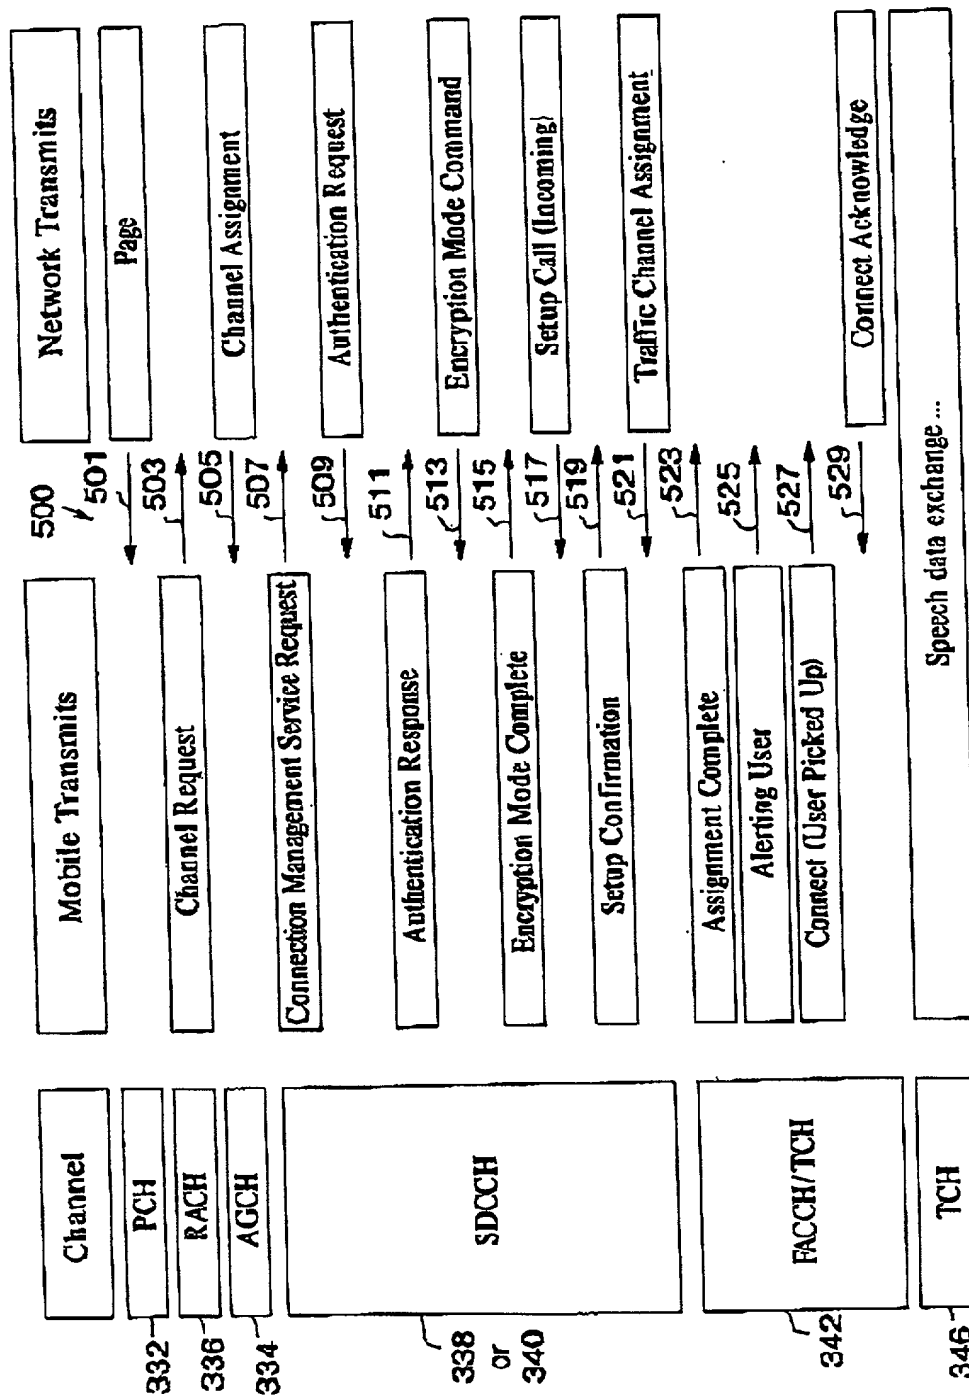 Channel
Mobile Transmits
500
Network Transmits
332
PCH
501
Page
336
RACH
Channel Request
503
334
AGCH
505
Channel Assignment
338
or
340
SDCCH
Connection Management Service Request
507
509
Authentication Request
Authentication Response
511
513
Encryption Mode Command
Encryption Mode Complete
515
517
Setup Call (Incoming)
Setup Confirmation
519
521
Traffic Channel Assignment
342
FACCH/TCH
Assignment Complete
523
Alerting User
525
Connect (User Picked Up)
527
529
Connect Acknowledge
346
TCH
Speech data exchange...